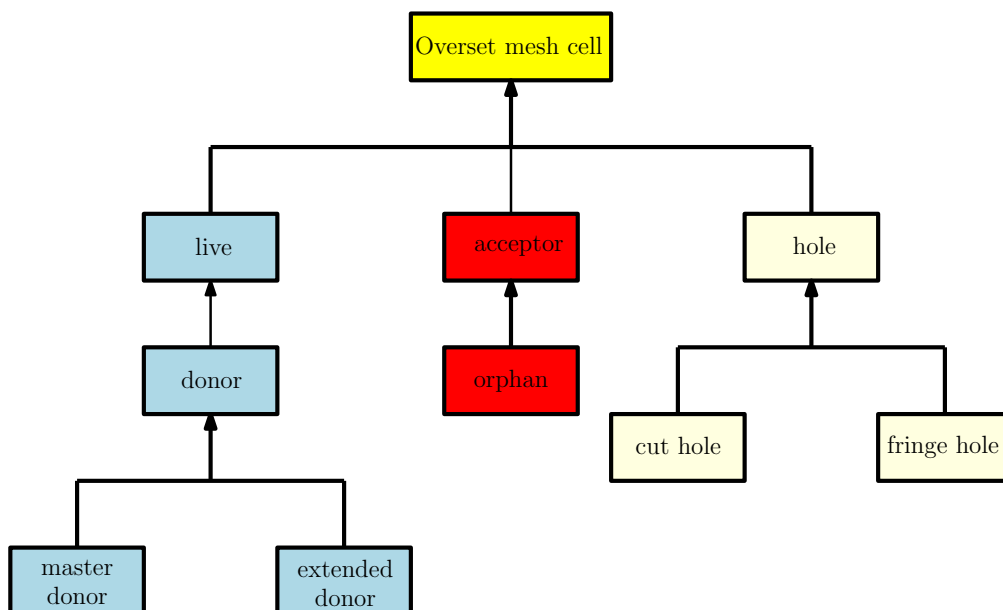 Overset mesh cell
live
acceptor
hole
donor
orphan
cut hole
fringe hole
master
donor
extended
donor